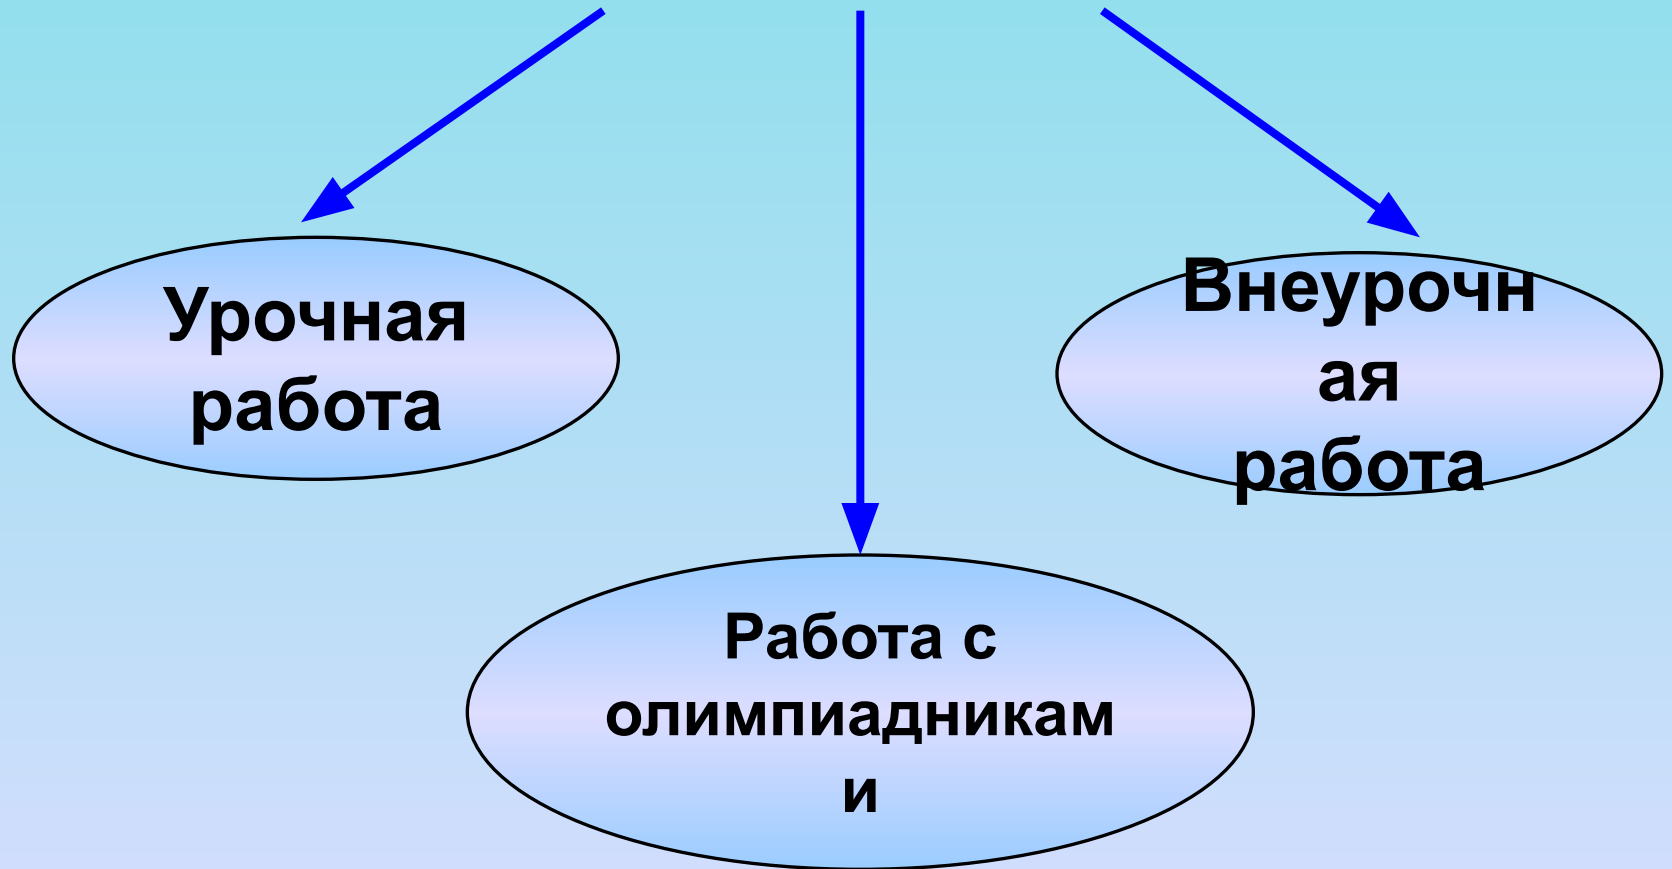 Урочная
работа
Внеурочн
ая
работа
Работа с
олимпиадникам
и